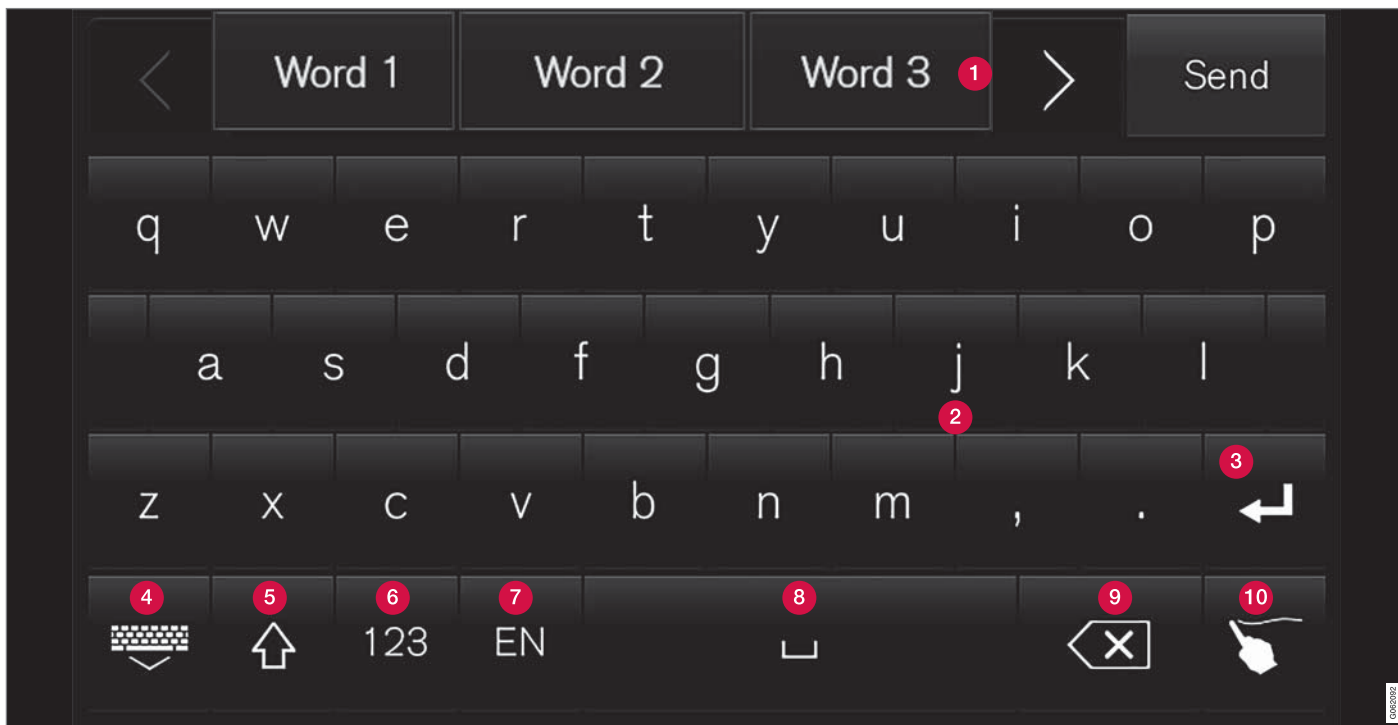 Word 1 Word 2 Word 3 1 Send
q w e r t y u i o p
a s d f g h j k l
2
3
z x c v b n m , .
4 5 6 7 8 9 10
123 EN
G062092